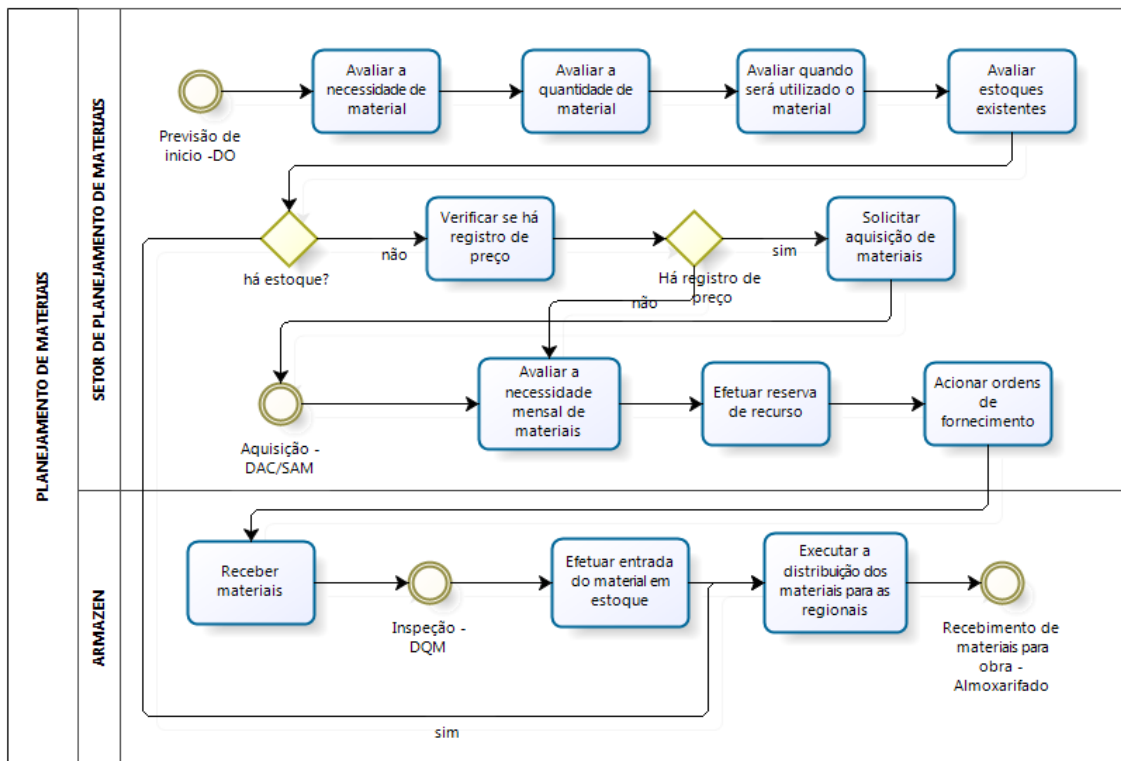 PLANEJAMENTO DE MATERIAIS
SETOR DE PLANEJAMENTO DE MATERIAIS
Previsão de
inicio -DO
Avaliar a
necessidade de
material
Avaliar a
quantidade de
material
Avaliar quando
será utilizado o
material
Avaliar
estoques
existentes
há estoque?
não
Verificar se há
registro de
preço
Há registro de
preço
sim
não
Solicitar
aquisição de
materiais
Aquisição -
DAC/SAM
Avaliar a
necessidade
mensal de
materiais
Efetuar reserva
de recurso
Acionar ordens
de
fornecimento
ARMAZEN
Receber
materiais
Inspeção -
DQM
Efetuar entrada
do material em
estoque
Executar a
distribuição dos
materiais para as
regionais
Recebimento de
materiais para
obra -
Almoxarifado
sim